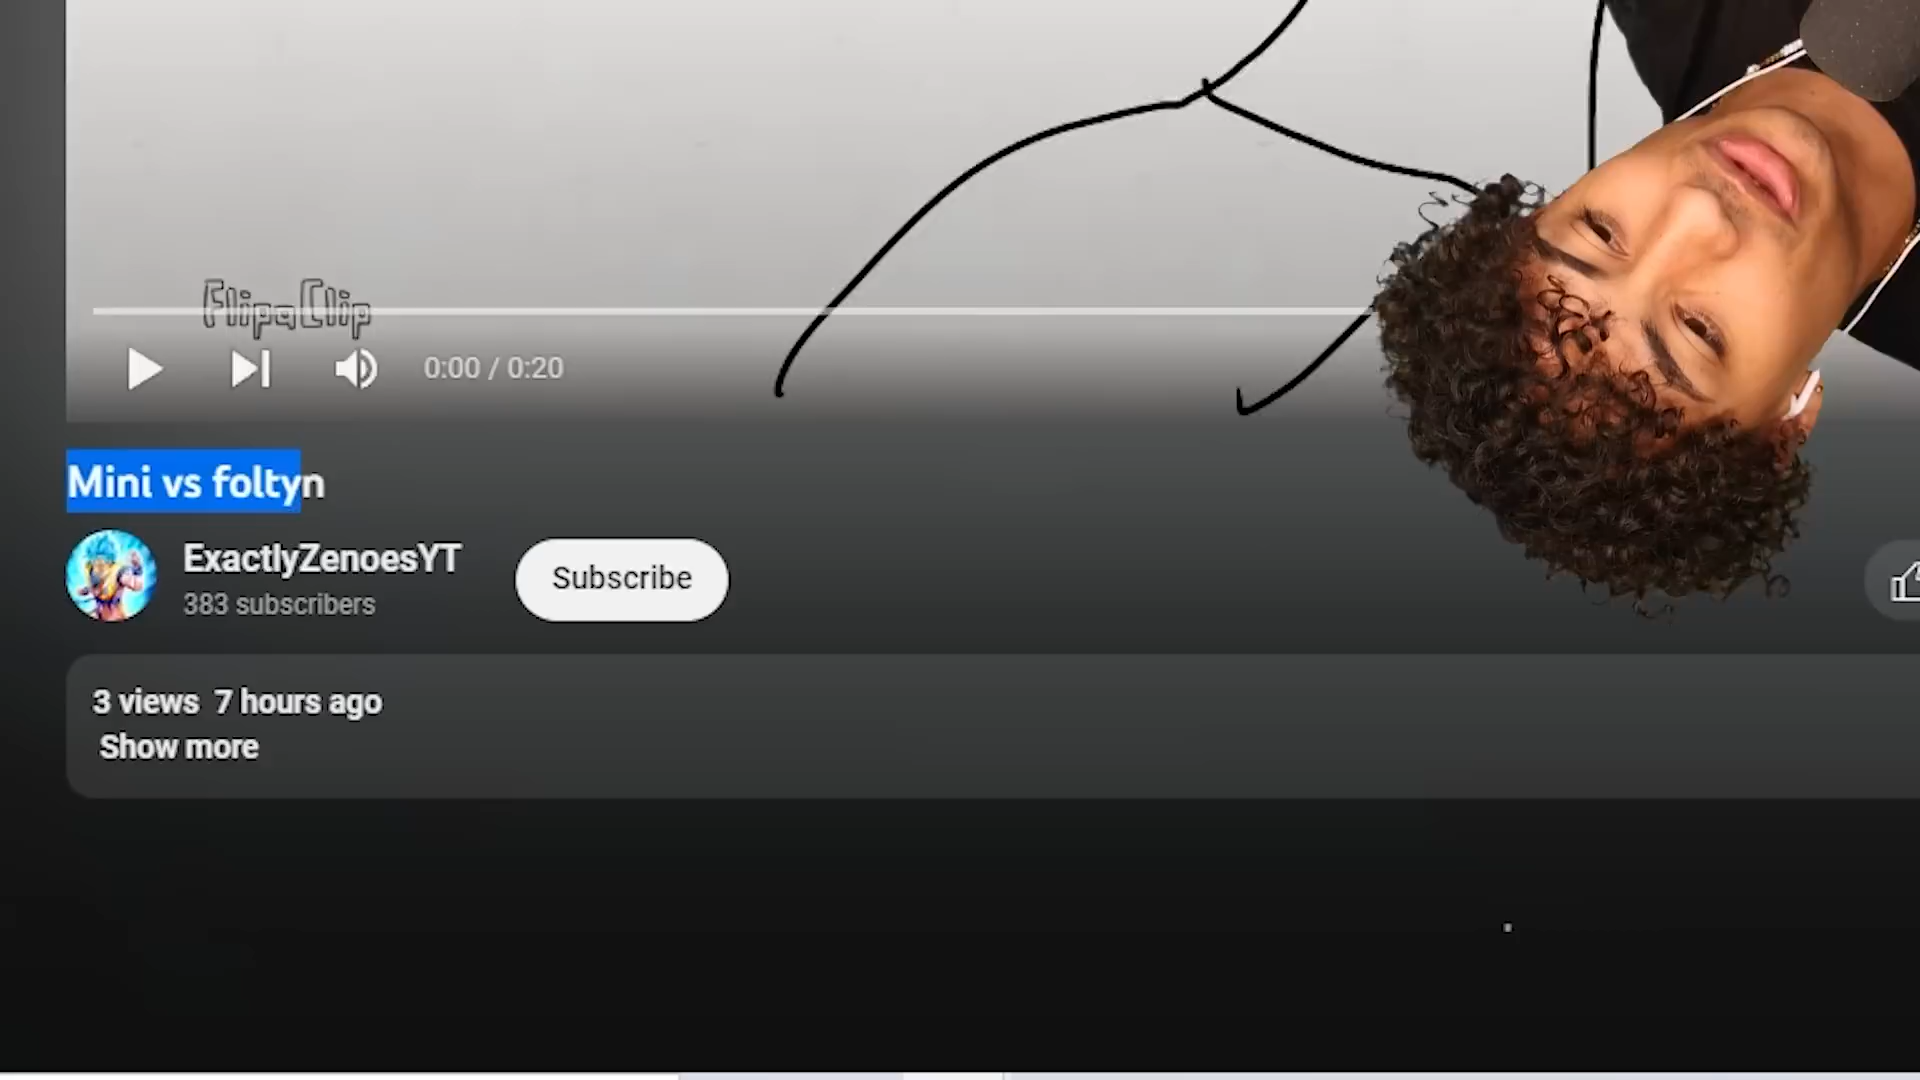 FlipaClip
0:00 / 0:20
Mini vs foltyn
ExactlyZenoesYT
383 subscribers
Subscribe
3 views 7 hours ago
Show more